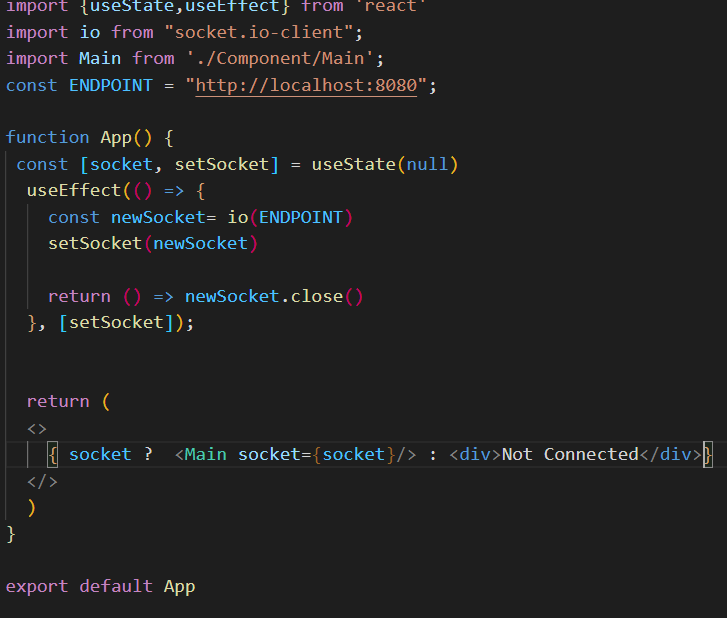 import {useState,useEffect} from 'react'
import io from "socket.io-client";
import Main from './Component/Main';
const ENDPOINT = "http://localhost:8080";
function App() {
const [socket, setSocket] = useState(null)
useEffect(() => {
const newSocket= io(ENDPOINT)
setSocket(newSocket)
return () => newSocket.close()
}, [setSocket]);
return (
<>
{ socket ?  <Main socket={socket}/> : <div>Not Connected</div>}
</>
)
}
export default App